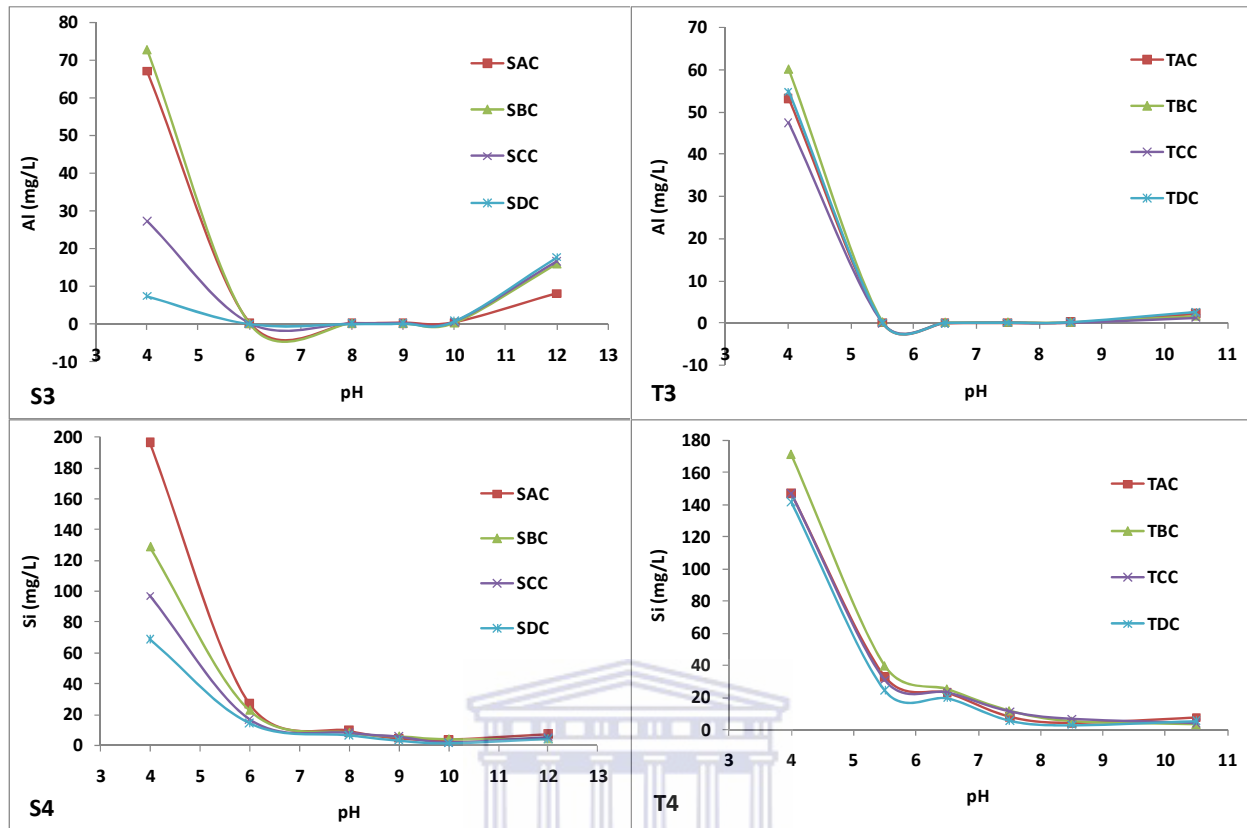 80
70
60
50
40
30
20
10
0
-10
3 4 5 6 7 8 9 10 11 12 13
Al (mg/L)
pH
SAC
SBC
SCC
SDC
S3
70
60
50
40
30
20
10
0
-10
3 4 5 6 7 8 9 10 11
Al (mg/L)
pH
TAC
TBC
TCC
TDC
T3
200
180
160
140
120
100
80
60
40
20
0
3 4 5 6 7 8 9 10 11 12 13
Si (mg/L)
pH
SAC
SBC
SCC
SDC
S4
180
160
140
120
100
80
60
40
20
0
3 4 5 6 7 8 9 10 11
Si (mg/L)
pH
TAC
TBC
TCC
TDC
T4